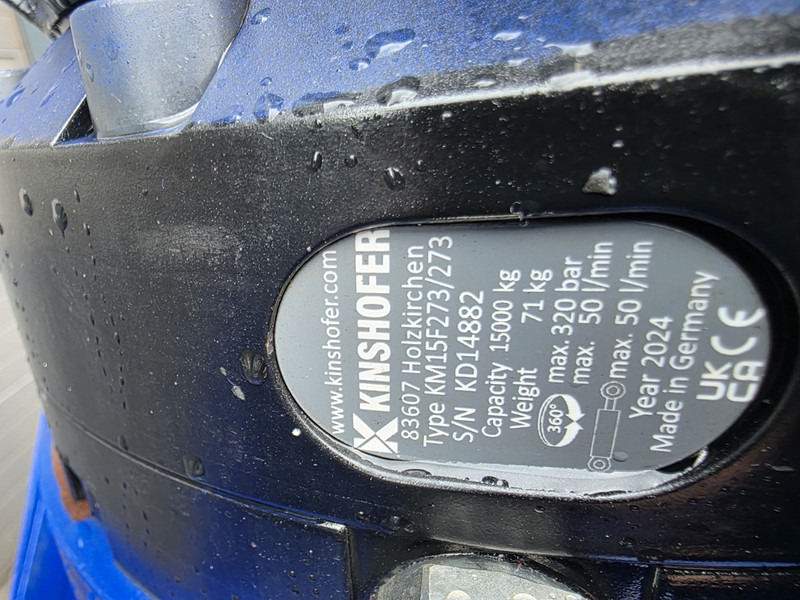 www.kinshofer.com
KINSHOFER
83607 Holzkirchen
Type KM15F273/273
S/N KD14882
Capacity 15000 kg
Weight 71 kg
360° max. 320 bar
max. 50 l/min
max. 50 l/min
Year 2024
Made in Germany
UK CA CE